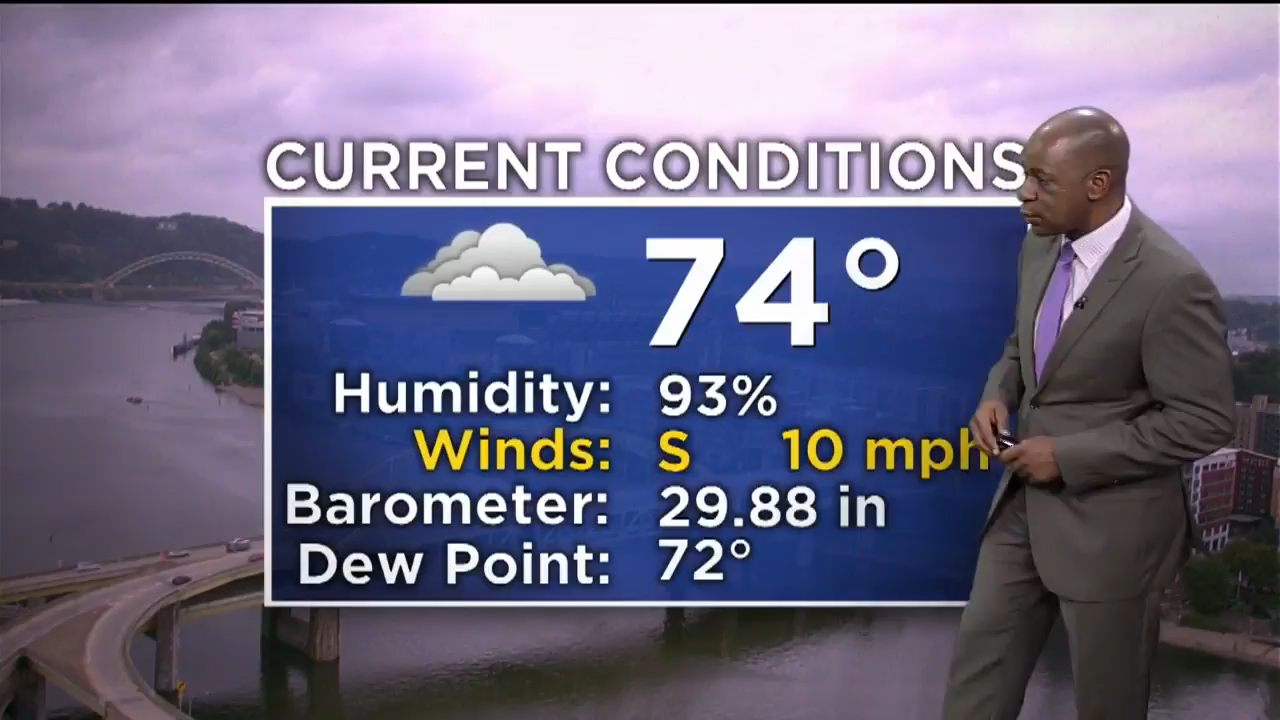 CURRENT CONDITIONS
74°
Humidity: 93%
Winds: S 10 mph
Barometer: 29.88 in
Dew Point: 72°